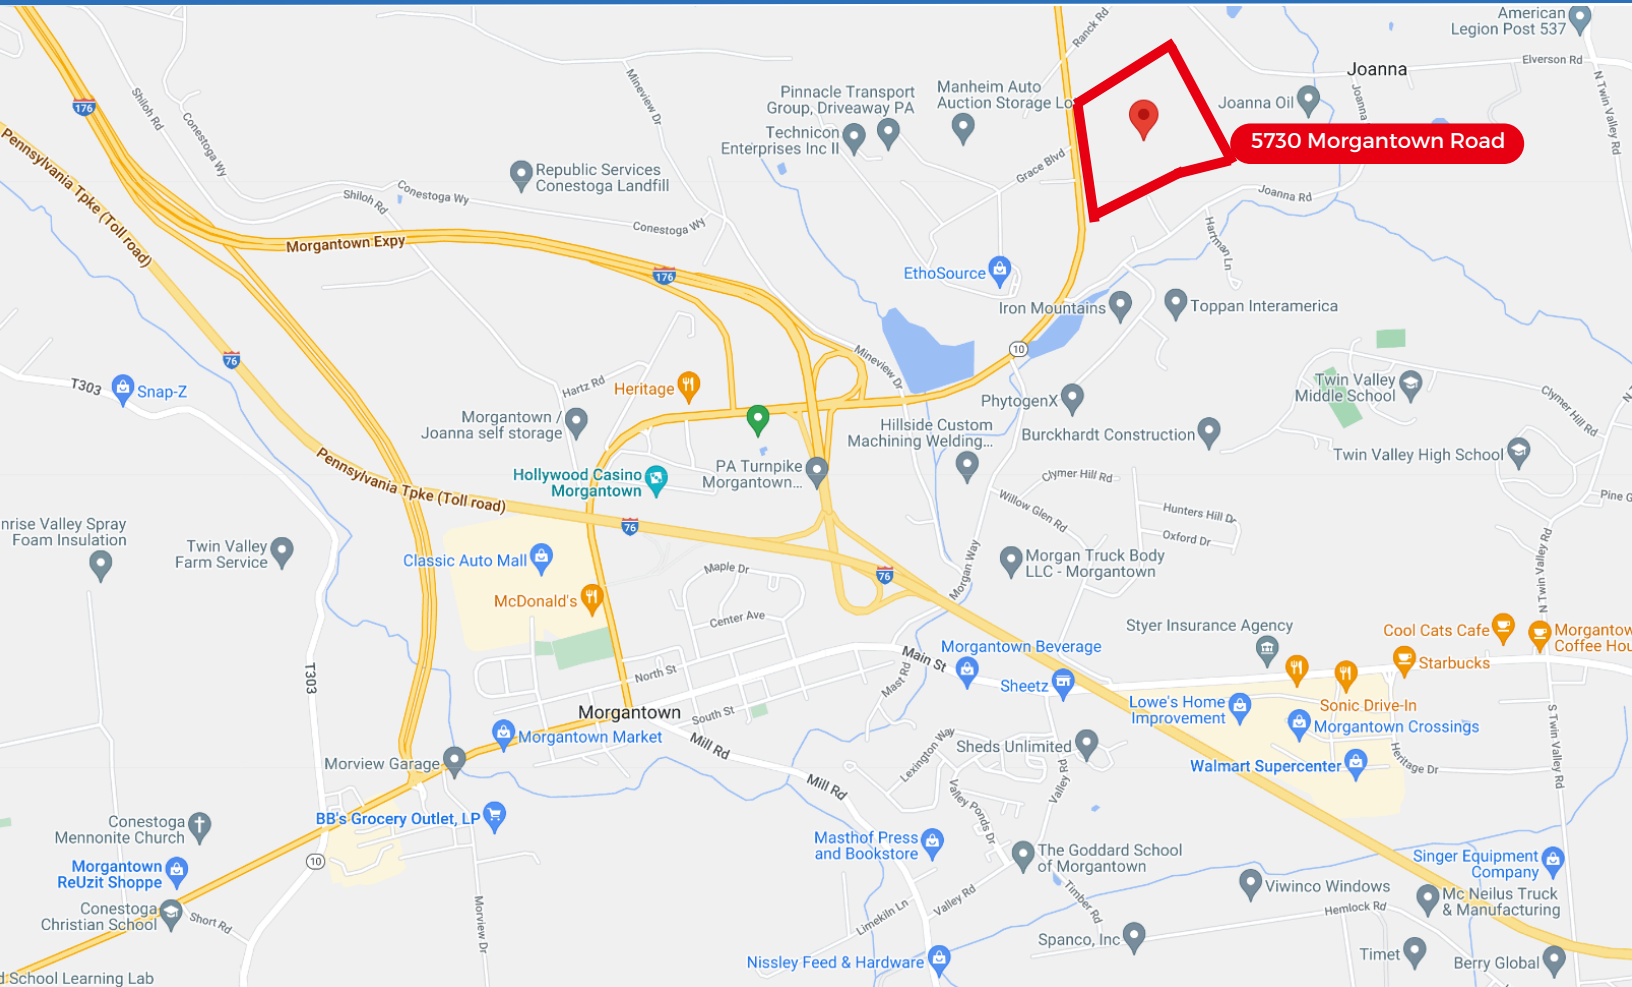 American
Legion Post 537
Ranck Rd
Elverson Rd
Joanna
N Twin Valley Rd
176
Shiloh Rd
Conestoga Wy
Mineview Dr
Pinnacle Transport
Group, Driveaway PA
Manheim Auto
Auction Storage Lo
Joanna Oil
Joanna
Technicon
Enterprises Inc II
5730 Morgantown Road
Pennsylvania Tpke (Toll road)
Republic Services
Conestoga Landfill
Grace Blvd
Shiloh Rd
Conestoga Wy
Conestoga Wy
Joanna Rd
Harman Ln
Morgantown Expy
176
EthoSource
Iron Mountains
Toppan Interamerica
76
10
Mineview Dr
T303
Snap-Z
Hartz Rd
Heritage
Twin Valley
Middle School
Clymer Hill Rd
N
PhytogenX
Morgantown /
Joanna self storage
Hillside Custom
Machining Welding...
Burckhardt Construction
Twin Valley High School
Pennsylvania Tpke (Toll road)
Hollywood Casino
Morgantown
PA Turnpike
Morgantown...
Clymer Hill Rd
Willow Glen Rd
Hunters Hill Dr
Oxford Dr
Pine G
nrise Valley Spray
Foam Insulation
Twin Valley
Farm Service
76
Classic Auto Mall
McDonald's
Maple Dr
Center Ave
76
Morgan Way
Morgan Truck Body
LLC - Morgantown
N Twin Valley Rd
Styer Insurance Agency
Cool Cats Cafe
Morgantow
Coffee Hou
Starbucks
Morgantown Beverage
Main St
North St
Mast Rd
Sheetz
T303
Morgantown
South St
Lowe's Home
Improvement
Sonic Drive-In
Morgantown Crossings
S Twin Valley Rd
Morgantown Market
Mill Rd
Lexington Way
Sheds Unlimited
Morview Garage
Mill Rd
Valley Rd
Walmart Supercenter
Heritage Dr
Valley Ponds Dr
BB's Grocery Outlet, LP
Conestoga
Mennonite Church
Masthof Press
and Bookstore
The Goddard School
of Morgantown
10
Morgantown
ReUzit Shoppe
Singer Equipment
Company
Viwinco Windows
Mc Neilus Truck
& Manufacturing
Timber Rd
Valley Rd
Limekiln Ln
Hemlock Rd
Conestoga
Christian School
Short Rd
Morview Dr
Spanco, Inc
Timet
Berry Global
Nissley Feed & Hardware
d School Learning Lab